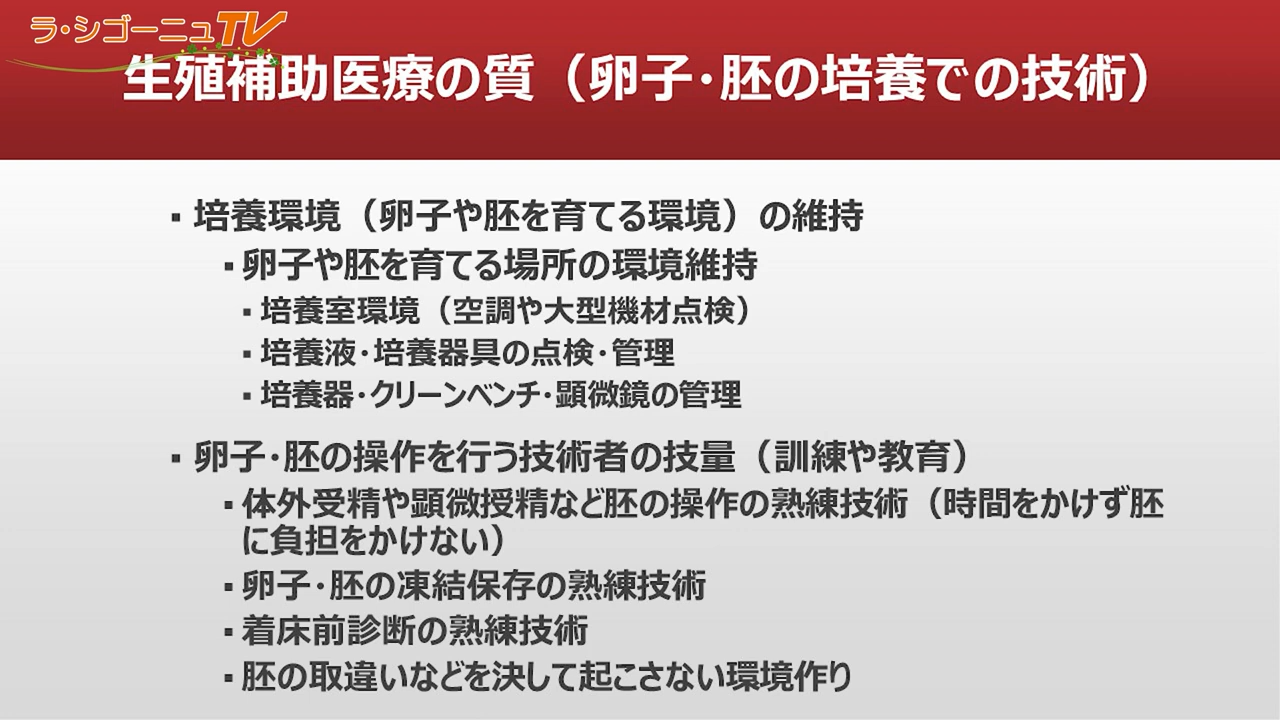 ラ・シゴーニュTV
生殖補助医療の質（卵子・胚の培養での技術）
▪ 培養環境（卵子や胚を育てる環境）の維持
▪ 卵子や胚を育てる場所の環境維持
▪ 培養室環境（空調や大型機材点検）
▪ 培養液・培養器具の点検・管理
▪ 培養器・クリーンベンチ・顕微鏡の管理
▪ 卵子・胚の操作を行う技術者の技量（訓練や教育）
▪ 体外受精や顕微授精など胚の操作の熟練技術（時間をかけず胚
に負担をかけない）
▪ 卵子・胚の凍結保存の熟練技術
▪ 着床前診断の熟練技術
▪ 胚の取違いなどを決して起こさない環境作り